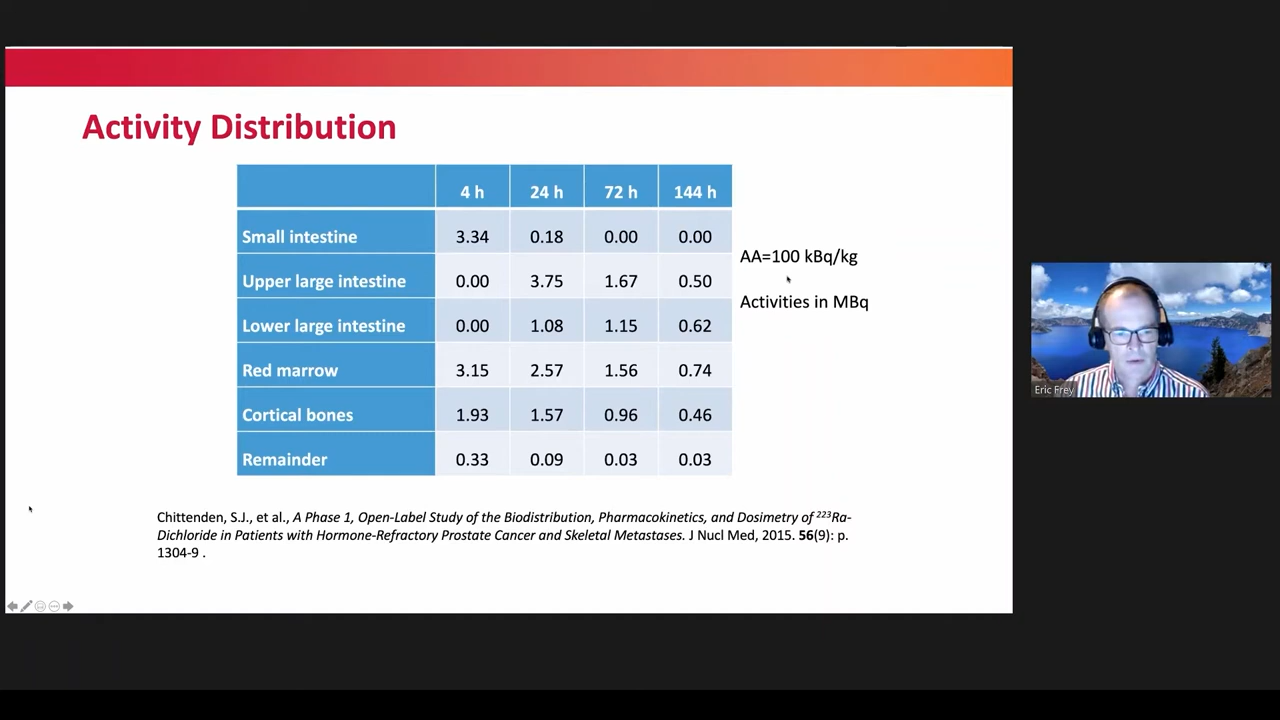 Activity Distribution
4 h 24 h 72 h 144 h
Small intestine 3.34 0.18 0.00 0.00
Upper large intestine 0.00 3.75 1.67 0.50
Lower large intestine 0.00 1.08 1.15 0.62
Red marrow 3.15 2.57 1.56 0.74
Cortical bones 1.93 1.57 0.96 0.46
Remainder 0.33 0.09 0.03 0.03
AA=100 kBq/kg
Activities in MBq
Chittenden, S.J., et al., A Phase 1, Open-Label Study of the Biodistribution, Pharmacokinetics, and Dosimetry of ²²³Ra-
Dichloride in Patients with Hormone-Refractory Prostate Cancer and Skeletal Metastases. J Nucl Med, 2015. 56(9): p.
1304-9 .
Eric Frey